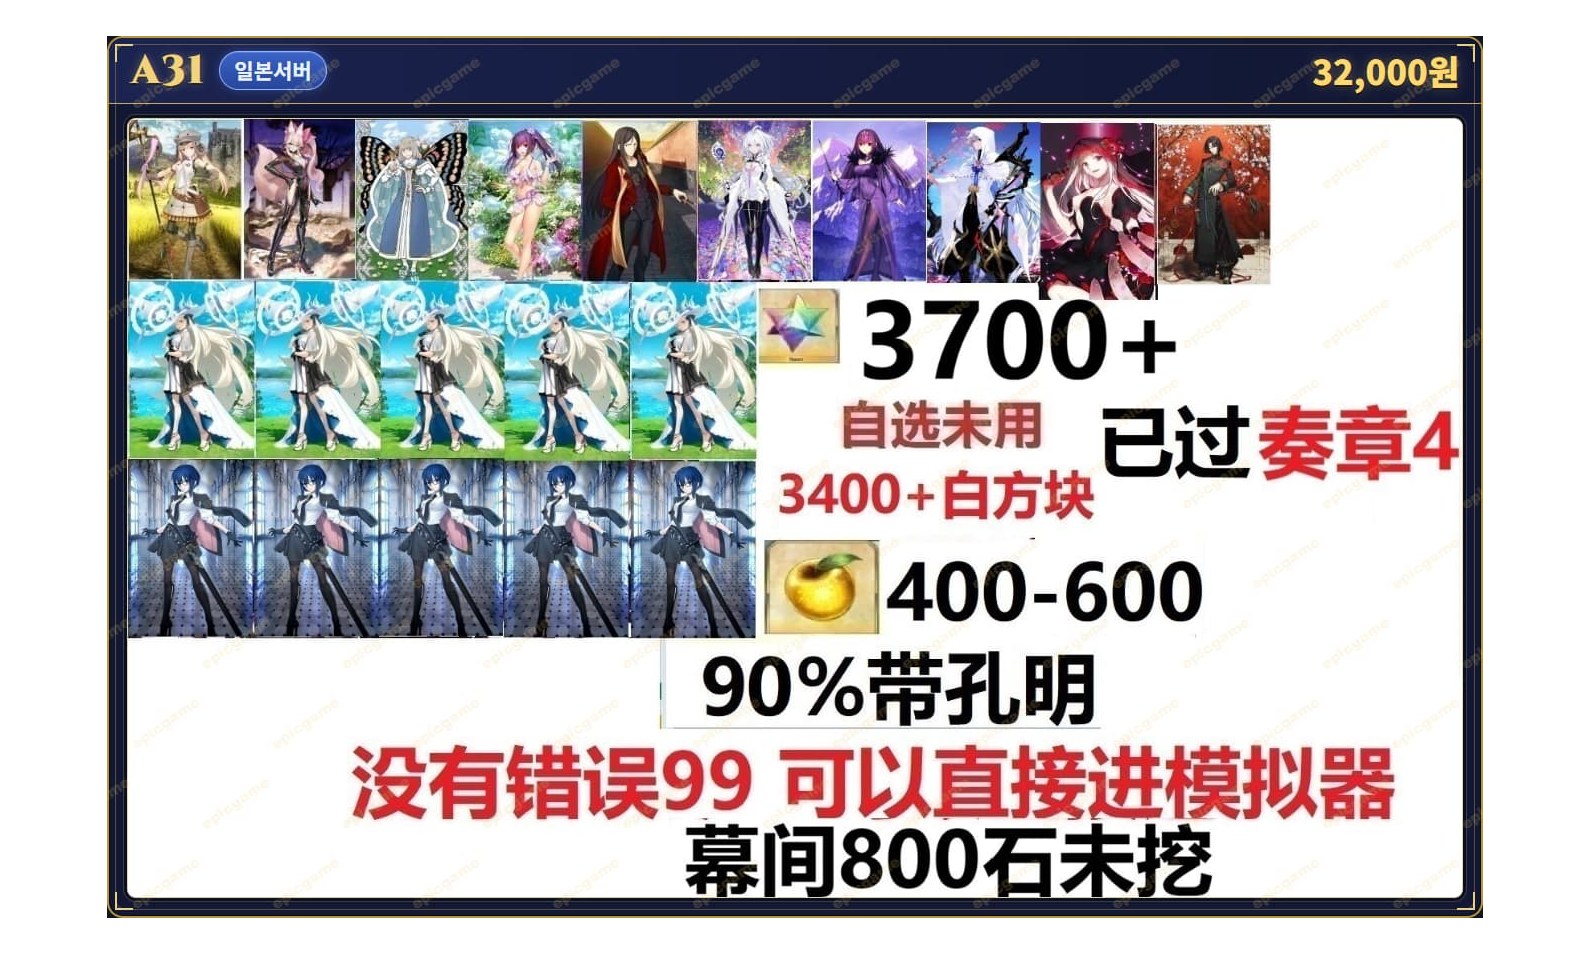 A31 일본서버 32,000원
3700+
自选未用
已过奏章4
3400+白方块
400-600
90%带孔明
没有错误99 可以直接进模拟器
幕间800石未挖
epicgame